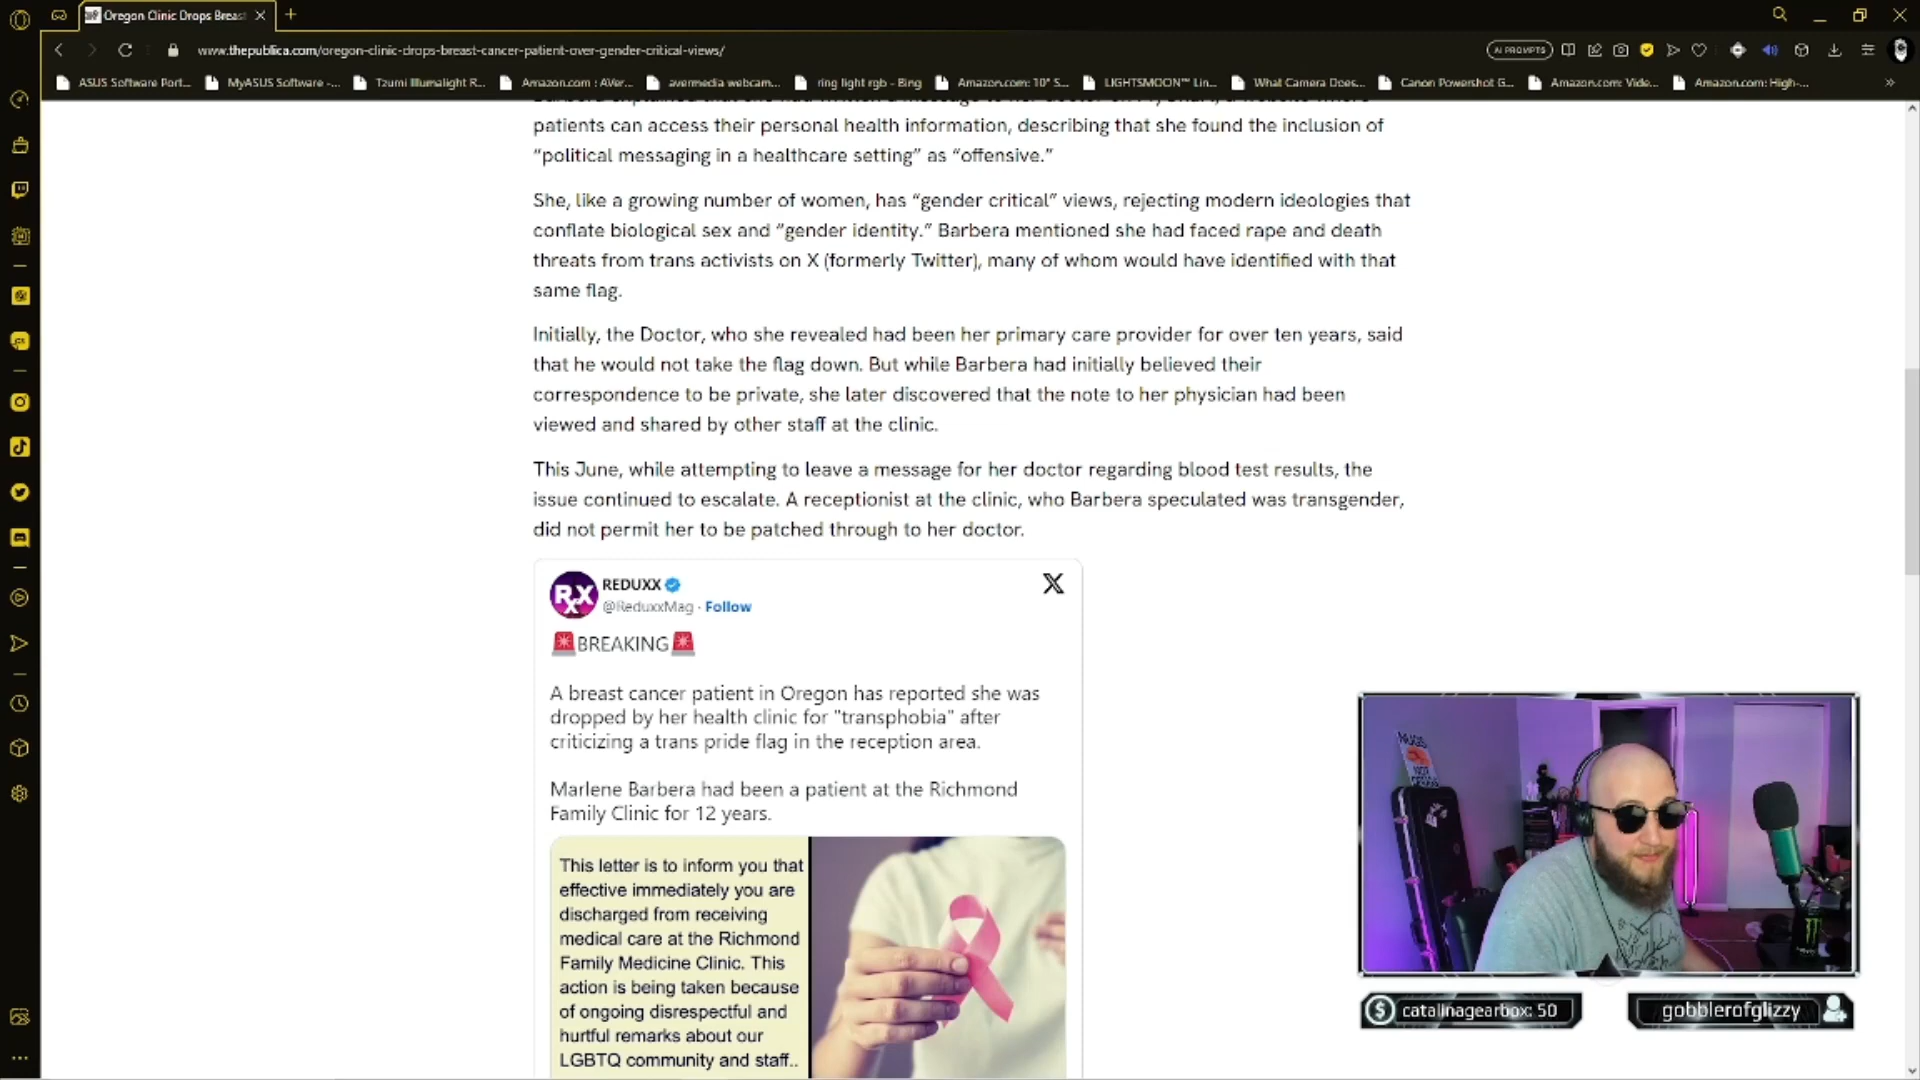 Oregon Clinic Drops Breas
www.thepublica.com/oregon-clinic-drops-breast-cancer-patient-over-gender-critical-views/
AI PROMPTS
ASUS Software Port...
MyASUS Software -...
Tzumi Illumalight R...
Amazon.com : AVer...
avermedia webcam...
ring light rgb - Bing
Amazon.com: 10" S...
LIGHTSMOON™ Lin...
What Camera Does...
Canon Powershot G...
Amazon.com: Vide...
Amazon.com: High-...
patients can access their personal health information, describing that she found the inclusion of
“political messaging in a healthcare setting” as “offensive.”
She, like a growing number of women, has “gender critical” views, rejecting modern ideologies that
conflate biological sex and “gender identity.” Barbera mentioned she had faced rape and death
threats from trans activists on X (formerly Twitter), many of whom would have identified with that
same flag.
Initially, the Doctor, who she revealed had been her primary care provider for over ten years, said
that he would not take the flag down. But while Barbera had initially believed their
correspondence to be private, she later discovered that the note to her physician had been
viewed and shared by other staff at the clinic.
This June, while attempting to leave a message for her doctor regarding blood test results, the
issue continued to escalate. A receptionist at the clinic, who Barbera speculated was transgender,
did not permit her to be patched through to her doctor.
REDUXX
@ReduxxMag · Follow
BREAKING
A breast cancer patient in Oregon has reported she was
dropped by her health clinic for "transphobia" after
criticizing a trans pride flag in the reception area.
Marlene Barbera had been a patient at the Richmond
Family Clinic for 12 years.
This letter is to inform you that
effective immediately you are
discharged from receiving
medical care at the Richmond
Family Medicine Clinic. This
action is being taken because
of ongoing disrespectful and
hurtful remarks about our
LGBTQ community and staff..
catalinagearbox: 50
gobblerofglizzy